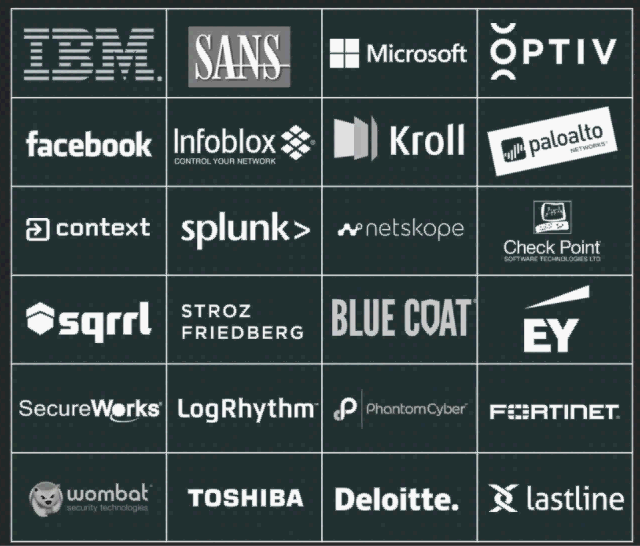 IBM.
SANS
Microsoft
OPTIV
facebook
Infoblox
CONTROL YOUR NETWORK
Kroll
paloalto
NETWORKS
context
splunk>
netskope
Check Point
SOFTWARE TECHNOLOGIES LTD
sqrrl
STROZ
FRIEDBERG
BLUE COAT
EY
SecureWorks
LogRhythm
PhantomCyber
FORTINET
wombat
security technologies
TOSHIBA
Deloitte.
lastline